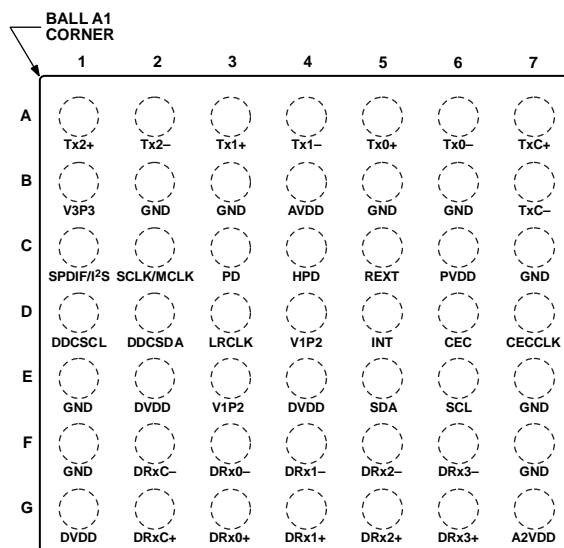 BALL A1
CORNER
1 2 3 4 5 6 7
A
Tx2+ Tx2– Tx1+ Tx1– Tx0+ Tx0– TxC+
B
V3P3 GND GND AVDD GND GND TxC–
C
SPDIF/I²S SCLK/MCLK PD HPD REXT PVDD GND
D
DDCSCL DDCSDA LRCLK V1P2 INT CEC CECCLK
E
GND DVDD V1P2 DVDD SDA SCL GND
F
GND DRxC– DRx0– DRx1– DRx2– DRx3– GND
G
DVDD DRxC+ DRx0+ DRx1+ DRx2+ DRx3+ A2VDD